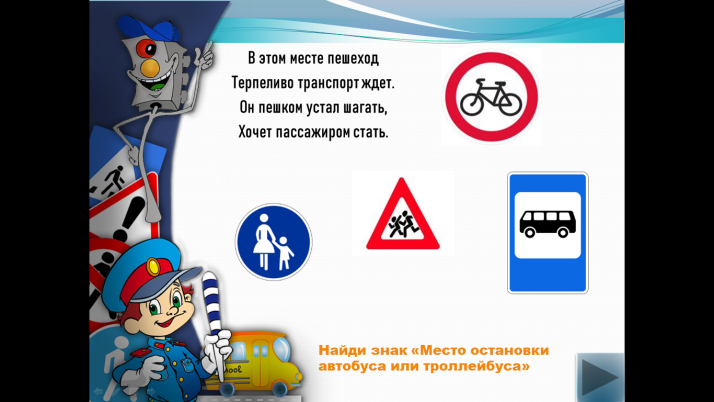 В этом месте пешеход
Терпеливо транспорт ждет.
Он пешком устал шагать,
Хочет пассажиром стать.
Найди знак «Место остановки
автобуса или троллейбуса»